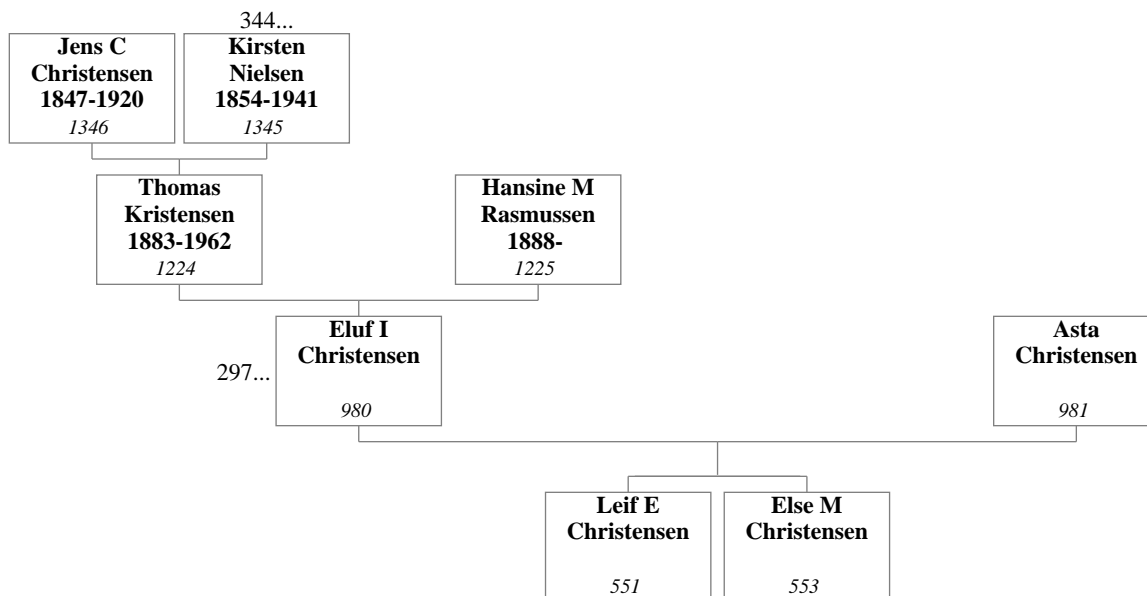 344...
Jens C
Christensen
1847-1920
1346
Kirsten
Nielsen
1854-1941
1345
Thomas
Kristensen
1883-1962
1224
Hansine M
Rasmussen
1888-
1225
297...
Eluf I
Christensen
980
Asta
Christensen
981
Leif E
Christensen
551
Else M
Christensen
553